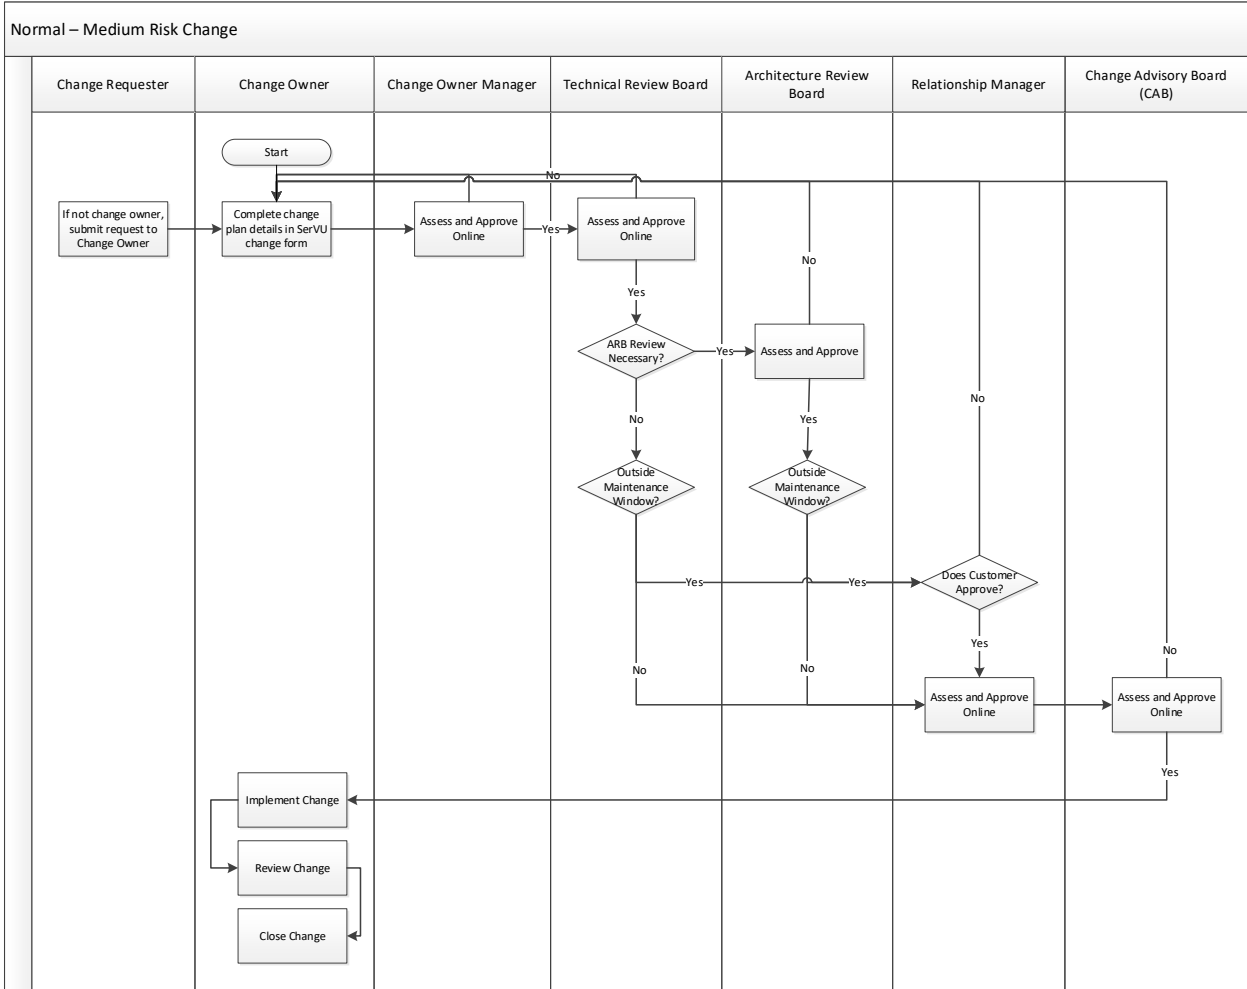 Normal – Medium Risk Change
Change Requester
Change Owner
Change Owner Manager
Technical Review Board
Architecture Review
Board
Relationship Manager
Change Advisory Board
(CAB)
Start
No
If not change owner,
submit request to
Change Owner
Complete change
plan details in SerVU
change form
Assess and Approve
Online
Yes
Assess and Approve
Online
No
Yes
ARB Review
Necessary?
Yes
Assess and Approve
No
No
Yes
Outside
Maintenance
Window?
Outside
Maintenance
Window?
Yes
Yes
Does Customer
Approve?
Yes
No
No
No
Assess and Approve
Online
Assess and Approve
Online
Yes
Implement Change
Review Change
Close Change